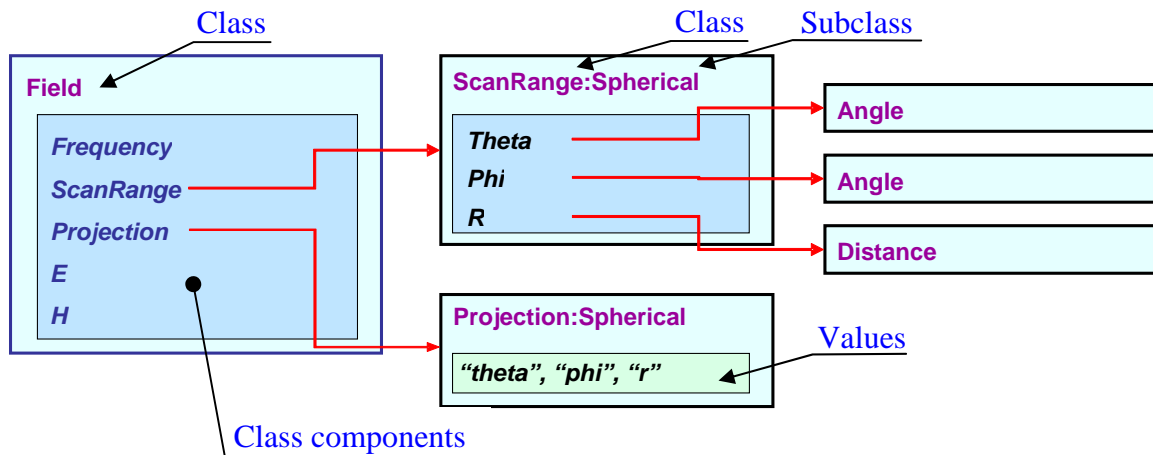 Class
Class
Subclass
Field
Frequency
ScanRange
Projection
E
H
ScanRange:Spherical
Theta
Phi
R
Angle
Angle
Distance
Projection:Spherical
“theta”, “phi”, “r”
Values
Class components